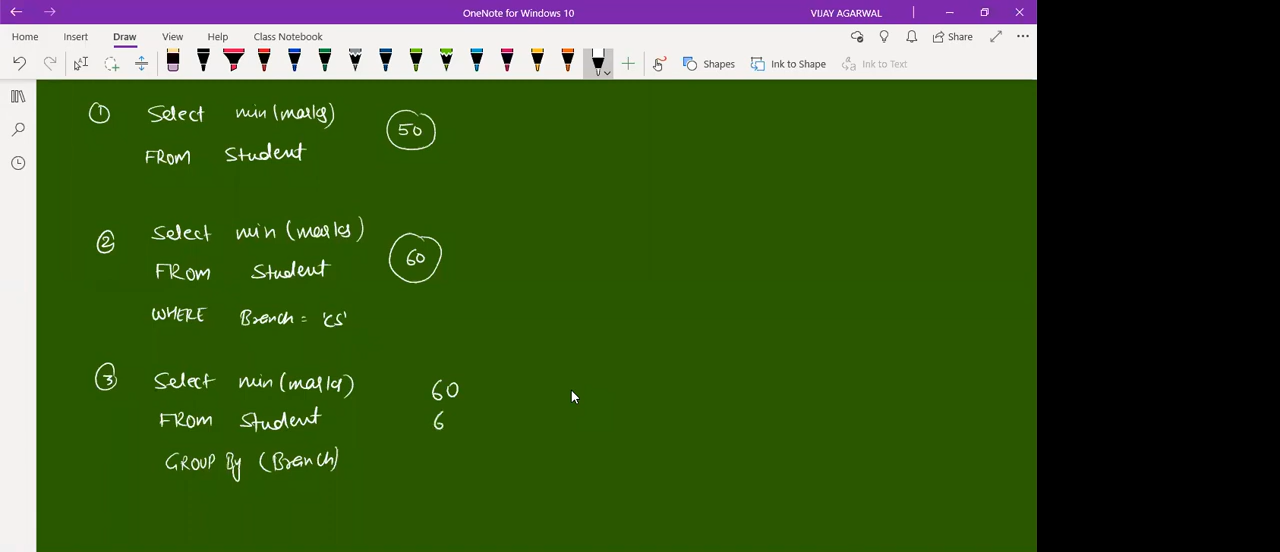 OneNote for Windows 10
VIJAY AGARWAL
Home Insert Draw View Help Class Notebook
Share
Shapes Ink to Shape Ink to Text
① Select min(marks) 50
FROM Student
② Select min (marks) 60
FROM Student
WHERE Branch = 'CS'
③ Select min(marks) 60
FROM Student 6
GROUP By (Branch)